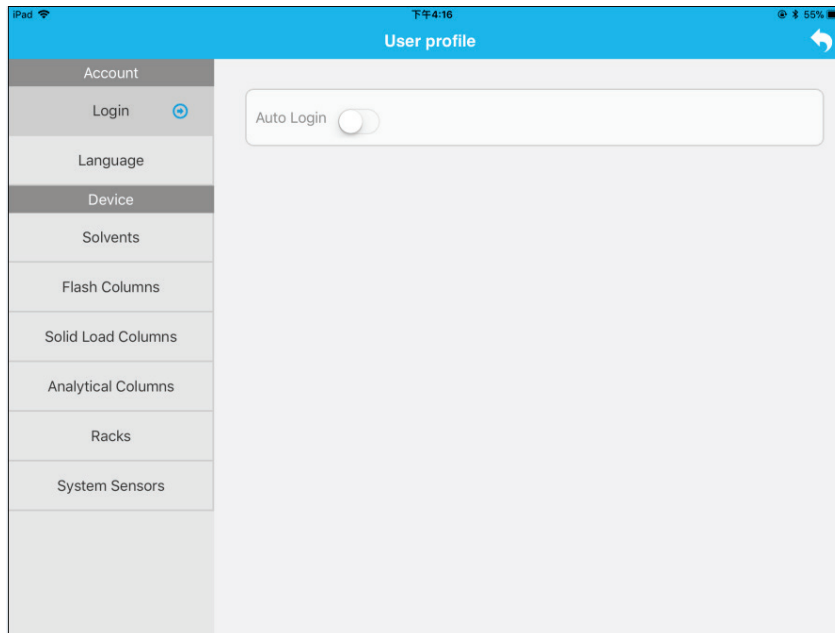 iPad 下午4:16 55%
User profile
Account
Login
Language
Device
Solvents
Flash Columns
Solid Load Columns
Analytical Columns
Racks
System Sensors
Auto Login